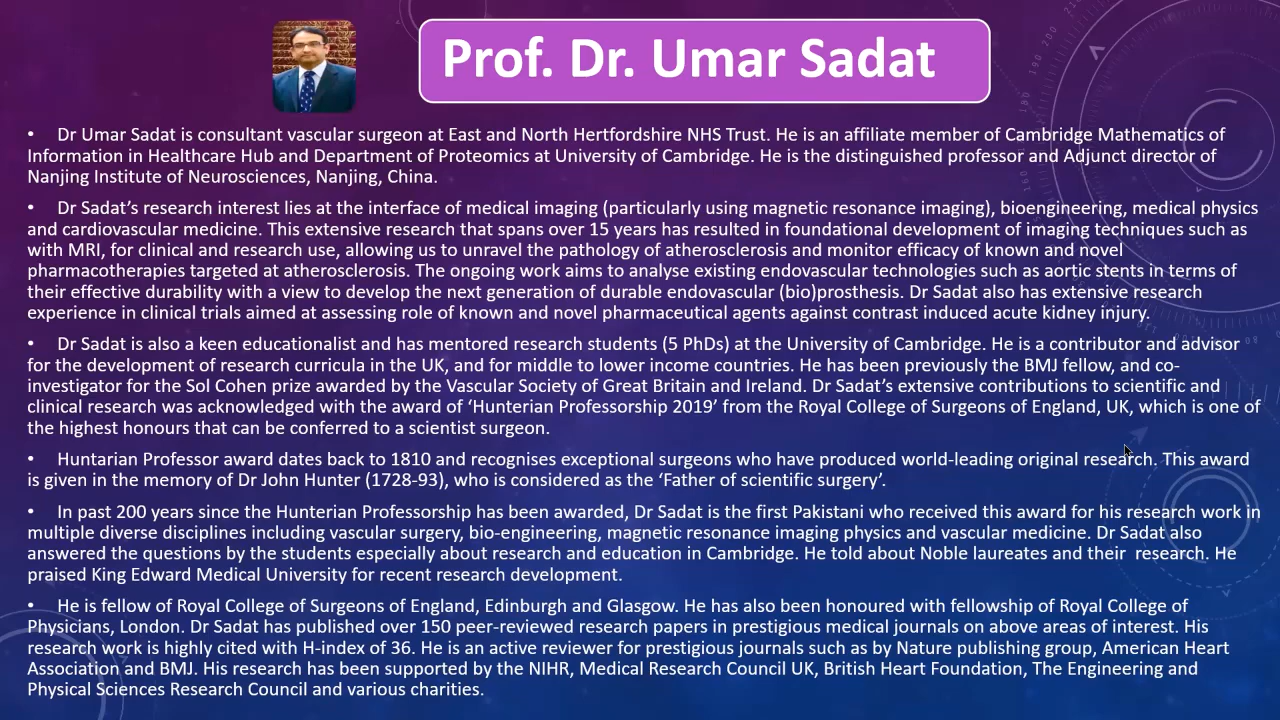 Prof. Dr. Umar Sadat
• Dr Umar Sadat is consultant vascular surgeon at East and North Hertfordshire NHS Trust. He is an affiliate member of Cambridge Mathematics of
Information in Healthcare Hub and Department of Proteomics at University of Cambridge. He is the distinguished professor and Adjunct director of
Nanjing Institute of Neurosciences, Nanjing, China.
• Dr Sadat’s research interest lies at the interface of medical imaging (particularly using magnetic resonance imaging), bioengineering, medical physics
and cardiovascular medicine. This extensive research that spans over 15 years has resulted in foundational development of imaging techniques such as
with MRI, for clinical and research use, allowing us to unravel the pathology of atherosclerosis and monitor efficacy of known and novel
pharmacotherapies targeted at atherosclerosis. The ongoing work aims to analyse existing endovascular technologies such as aortic stents in terms of
their effective durability with a view to develop the next generation of durable endovascular (bio)prosthesis. Dr Sadat also has extensive research
experience in clinical trials aimed at assessing role of known and novel pharmaceutical agents against contrast induced acute kidney injury.
• Dr Sadat is also a keen educationalist and has mentored research students (5 PhDs) at the University of Cambridge. He is a contributor and advisor
for the development of research curricula in the UK, and for middle to lower income countries. He has been previously the BMJ fellow, and co-
investigator for the Sol Cohen prize awarded by the Vascular Society of Great Britain and Ireland. Dr Sadat’s extensive contributions to scientific and
clinical research was acknowledged with the award of ‘Hunterian Professorship 2019’ from the Royal College of Surgeons of England, UK, which is one of
the highest honours that can be conferred to a scientist surgeon.
• Huntarian Professor award dates back to 1810 and recognises exceptional surgeons who have produced world-leading original research. This award
is given in the memory of Dr John Hunter (1728-93), who is considered as the ‘Father of scientific surgery’.
• In past 200 years since the Hunterian Professorship has been awarded, Dr Sadat is the first Pakistani who received this award for his research work in
multiple diverse disciplines including vascular surgery, bio-engineering, magnetic resonance imaging physics and vascular medicine. Dr Sadat also
answered the questions by the students especially about research and education in Cambridge. He told about Noble laureates and their research. He
praised King Edward Medical University for recent research development.
• He is fellow of Royal College of Surgeons of England, Edinburgh and Glasgow. He has also been honoured with fellowship of Royal College of
Physicians, London. Dr Sadat has published over 150 peer-reviewed research papers in prestigious medical journals on above areas of interest. His
research work is highly cited with H-index of 36. He is an active reviewer for prestigious journals such as by Nature publishing group, American Heart
Association and BMJ. His research has been supported by the NIHR, Medical Research Council UK, British Heart Foundation, The Engineering and
Physical Sciences Research Council and various charities.